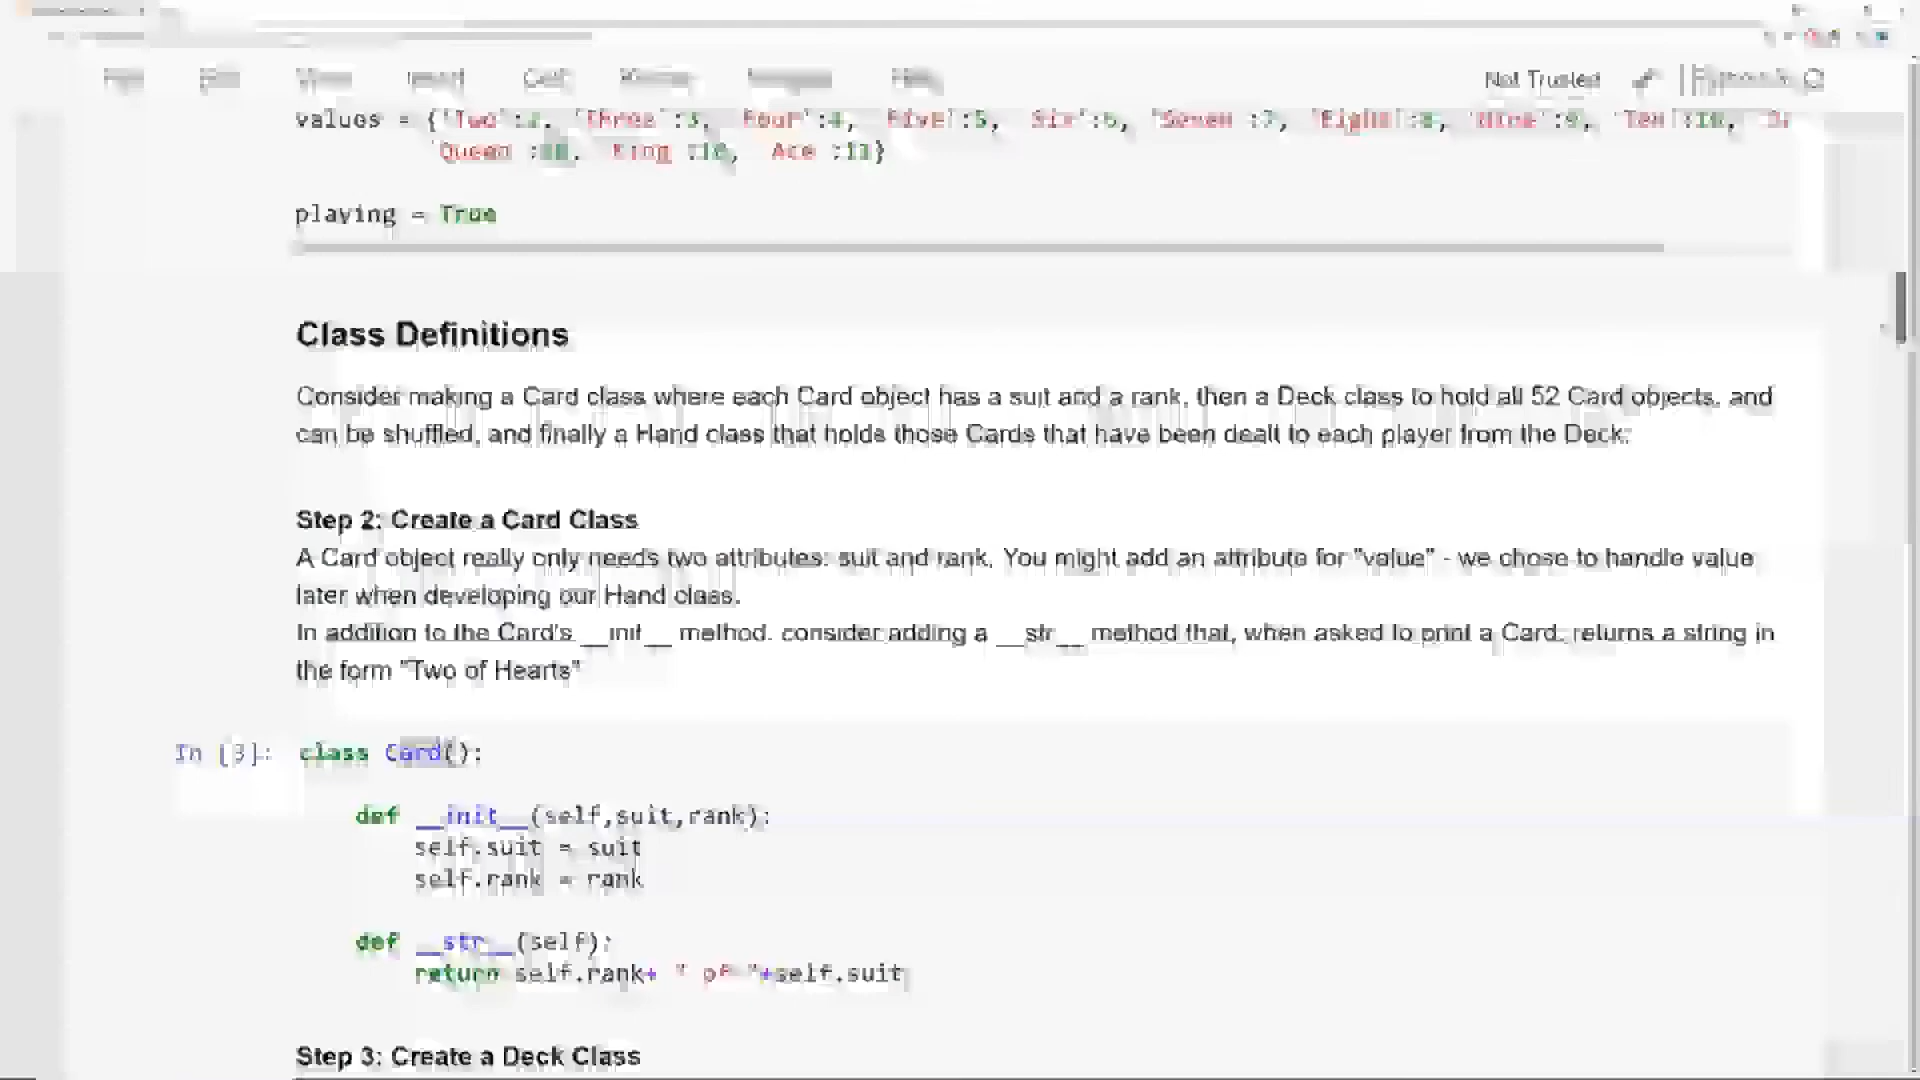 Not Trusted
values = {'Two':2, 'Three':3, 'Four':4, 'Five':5, 'Six':6, 'Seven':7, 'Eight':8, 'Nine':9, 'Ten':10,
'Queen':10, 'King':10, 'Ace':11}
playing = True
Class Definitions
Consider making a Card class where each Card object has a suit and a rank, then a Deck class to hold all 52 Card objects, and
can be shuffled, and finally a Hand class that holds those Cards that have been dealt to each player from the Deck.
Step 2: Create a Card Class
A Card object really only needs two attributes: suit and rank. You might add an attribute for "value" - we chose to handle value
later when developing our Hand class.
In addition to the Card's __init__ method, consider adding a __str__ method that, when asked to print a Card, returns a string in
the form "Two of Hearts"
In [3]: class Card():
def __init__(self,suit,rank):
self.suit = suit
self.rank = rank
def __str__(self):
return self.rank+ " of "+self.suit
Step 3: Create a Deck Class